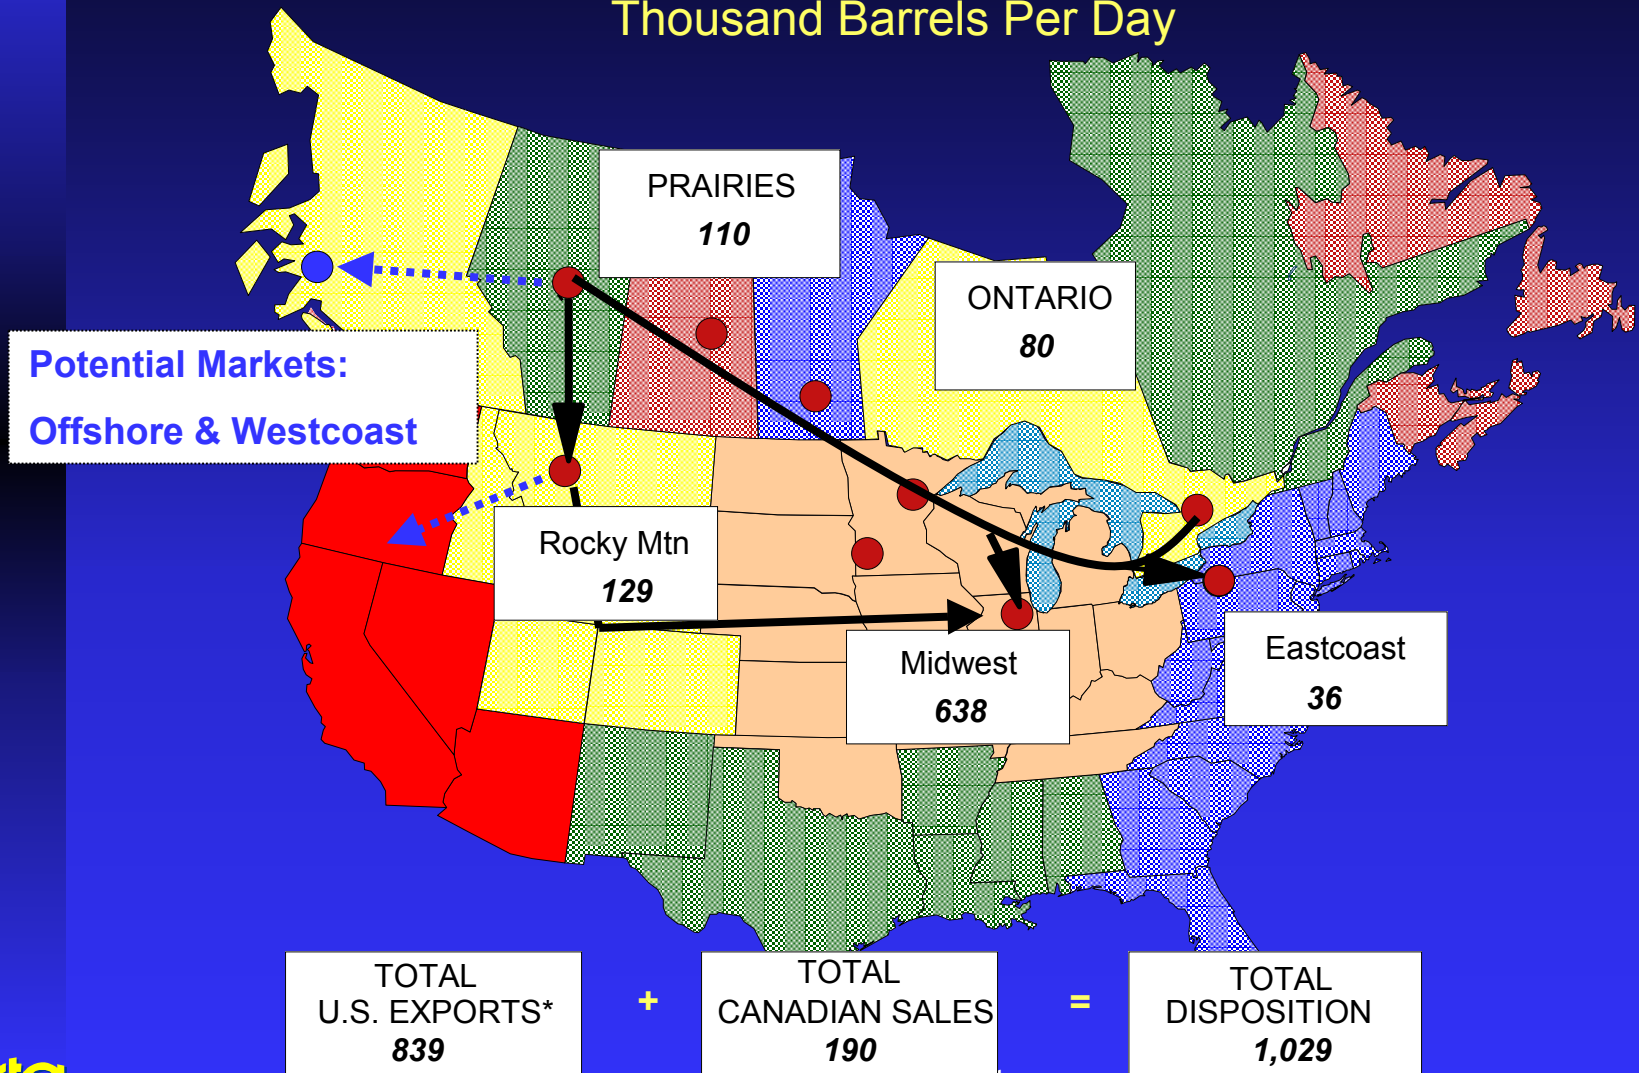 Thousand Barrels Per Day
PRAIRIES
110
ONTARIO
80
Potential Markets:
Offshore & Westcoast
Rocky Mtn
129
Midwest
638
Eastcoast
36
TOTAL
U.S. EXPORTS*
839
+
TOTAL
CANADIAN SALES
190
=
TOTAL
DISPOSITION
1,029